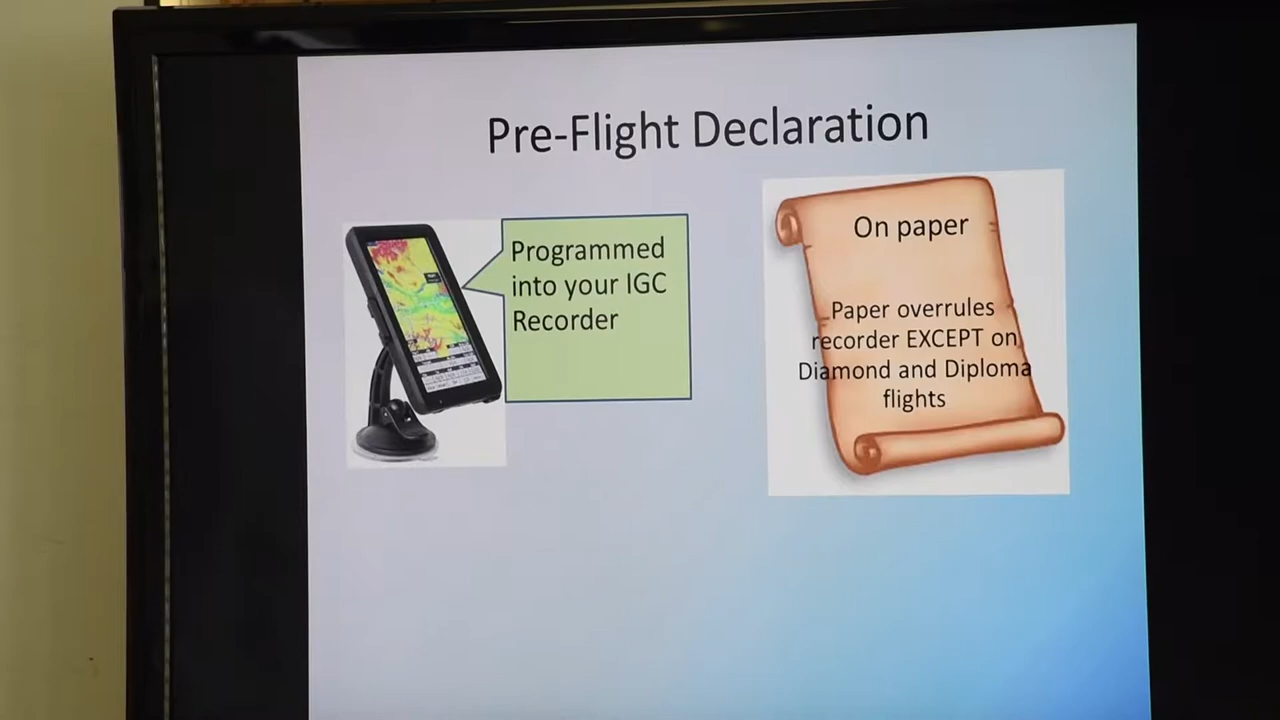 Pre-Flight Declaration
Programmed
into your IGC
Recorder
On paper
Paper overrules
recorder EXCEPT on
Diamond and Diploma
flights